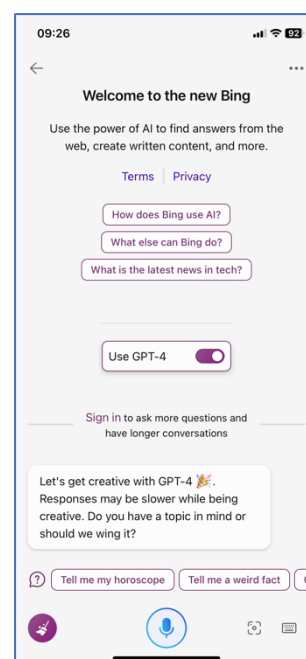 09:26
92
Welcome to the new Bing
Use the power of AI to find answers from the
web, create written content, and more.
Terms Privacy
How does Bing use AI?
What else can Bing do?
What is the latest news in tech?
Use GPT-4
Sign in to ask more questions and
have longer conversations
Let's get creative with GPT-4 🎉.
Responses may be slower while being
creative. Do you have a topic in mind or
should we wing it?
Tell me my horoscope Tell me a weird fact